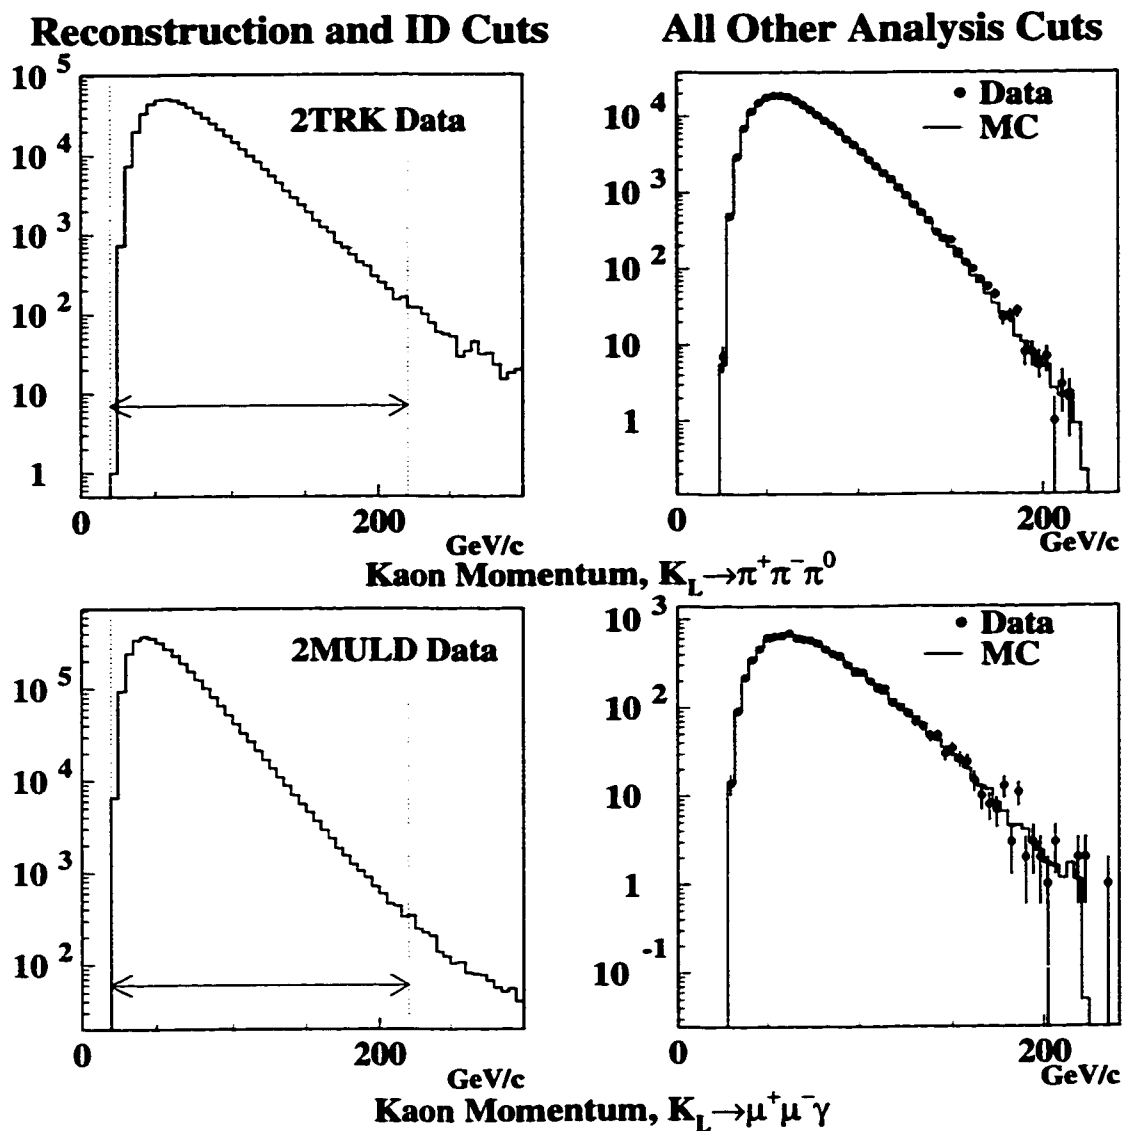 Reconstruction and ID Cuts
All Other Analysis Cuts
2TRK Data
10^5
10^4
10^3
10^2
10
1
0
200
GeV/c
Data
MC
10^4
10^3
10^2
10
1
0
200
GeV/c
Kaon Momentum, K_L→π^+π^-π^0
2MULD Data
10^5
10^4
10^3
10^2
0
200
GeV/c
Data
MC
10^3
10^2
10
1
10^-1
0
200
GeV/c
Kaon Momentum, K_L→μ^+μ^-γ